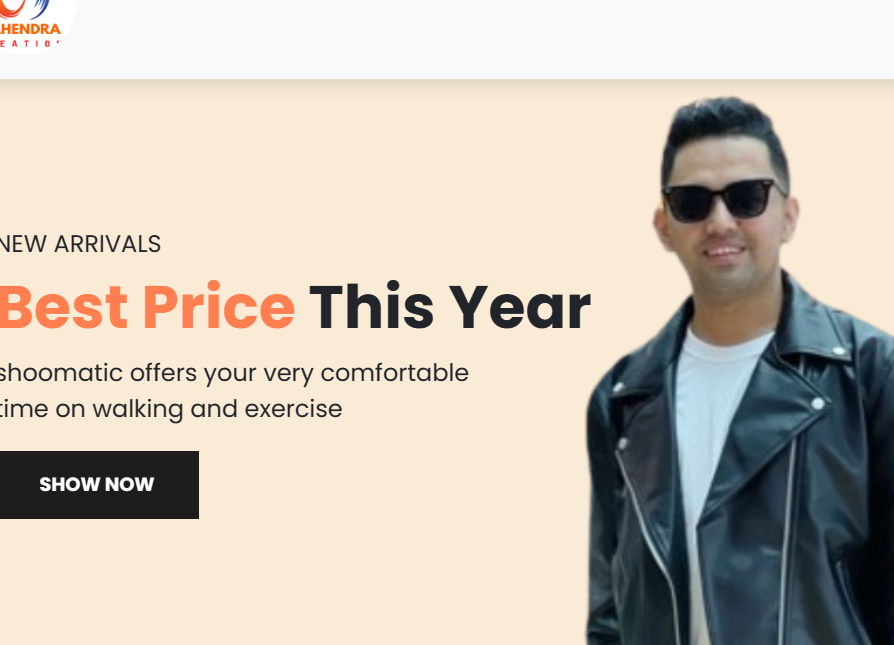 HENDRA
EATIO
NEW ARRIVALS
Best Price This Year
shoomatic offers your very comfortable
time on walking and exercise
SHOW NOW